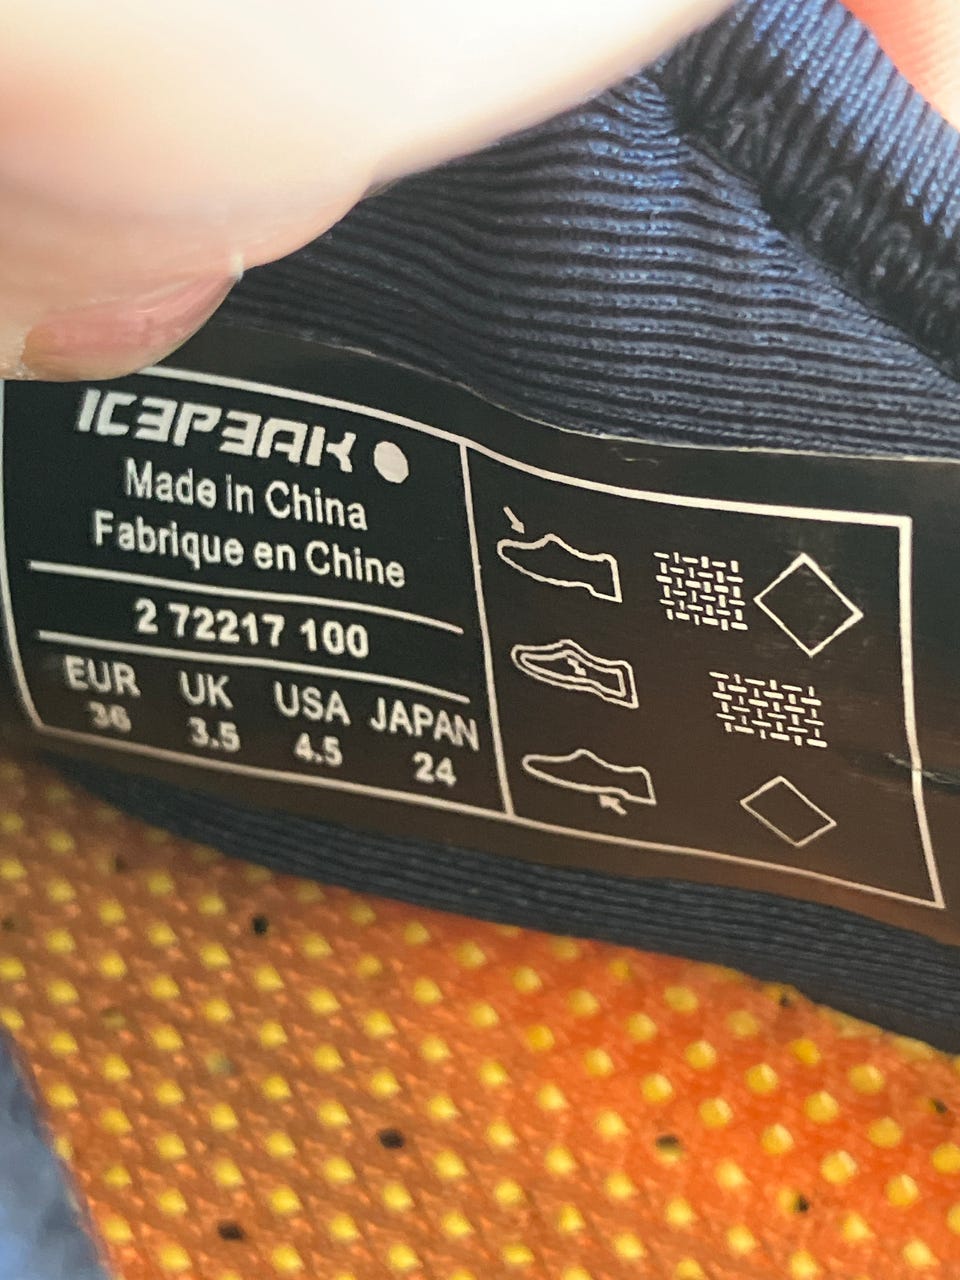 ICEPEAK
Made in China
Fabrique en Chine
2 72217 100
EUR UK USA JAPAN
36 3.5 4.5 24